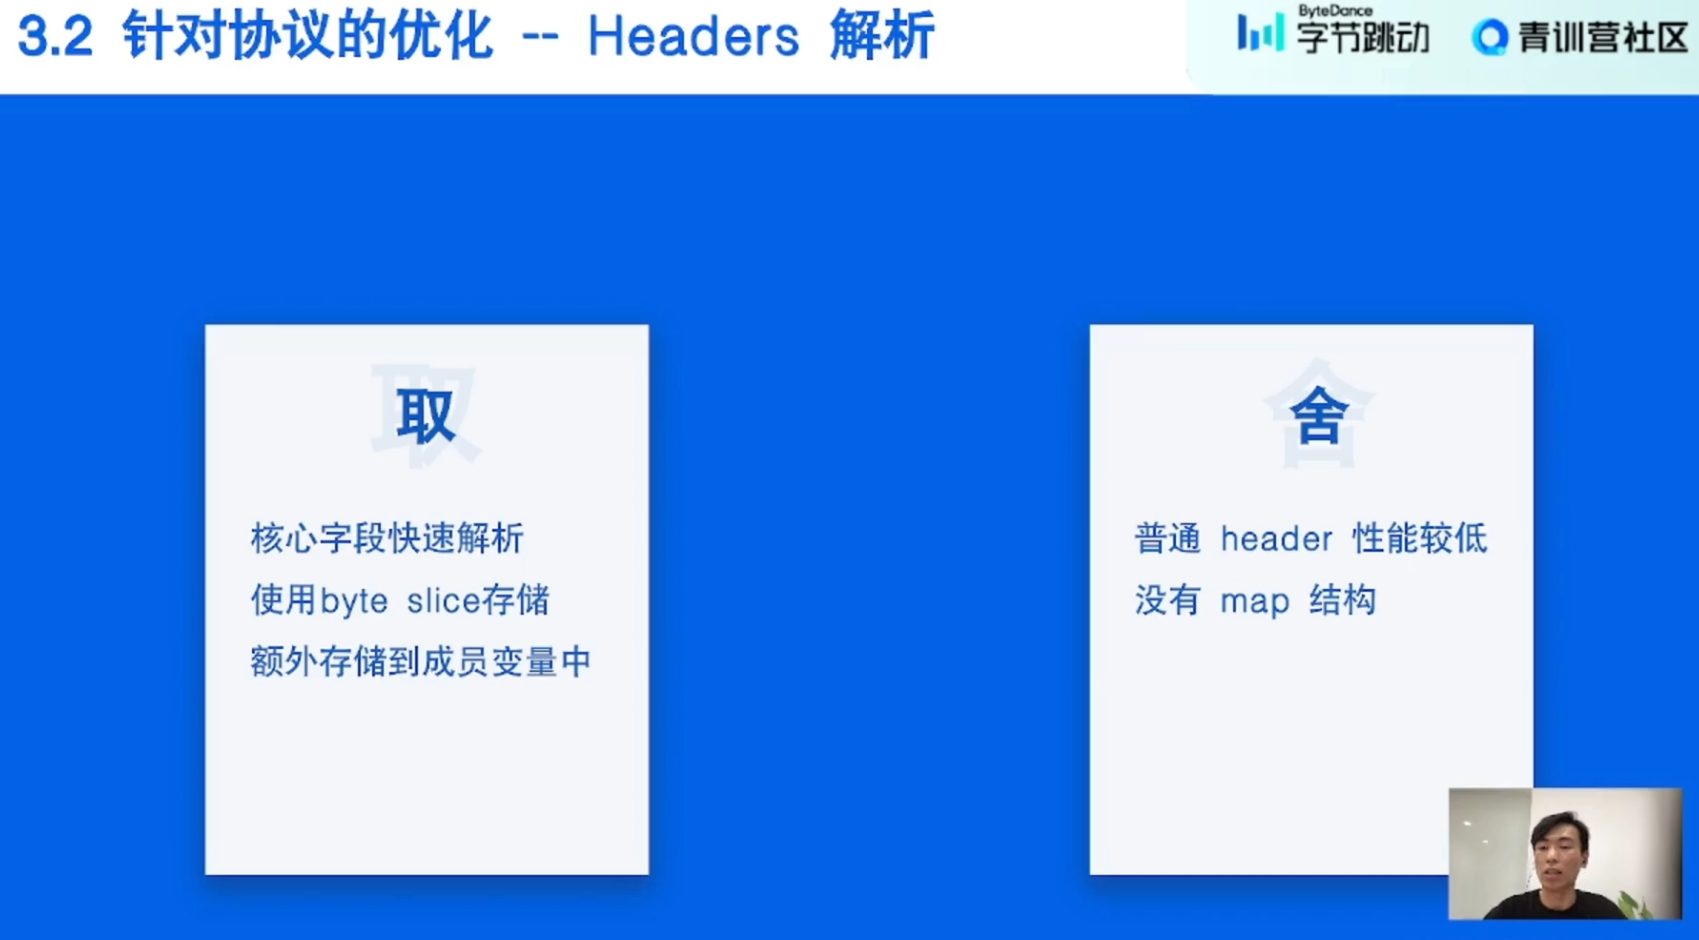 3.2 针对协议的优化 -- Headers 解析
ByteDance
字节跳动
青训营社区
取
核心字段快速解析
使用byte slice存储
额外存储到成员变量中
舍
普通 header 性能较低
没有 map 结构